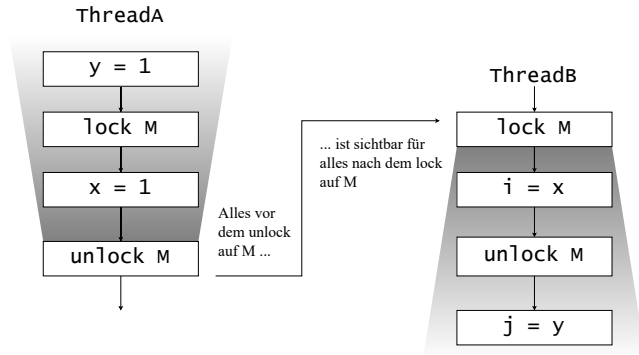 ThreadA
y = 1
lock M
x = 1
unlock M
Alles vor
dem unlock
auf M ...
... ist sichtbar für
alles nach dem lock
auf M
ThreadB
lock M
i = x
unlock M
j = y